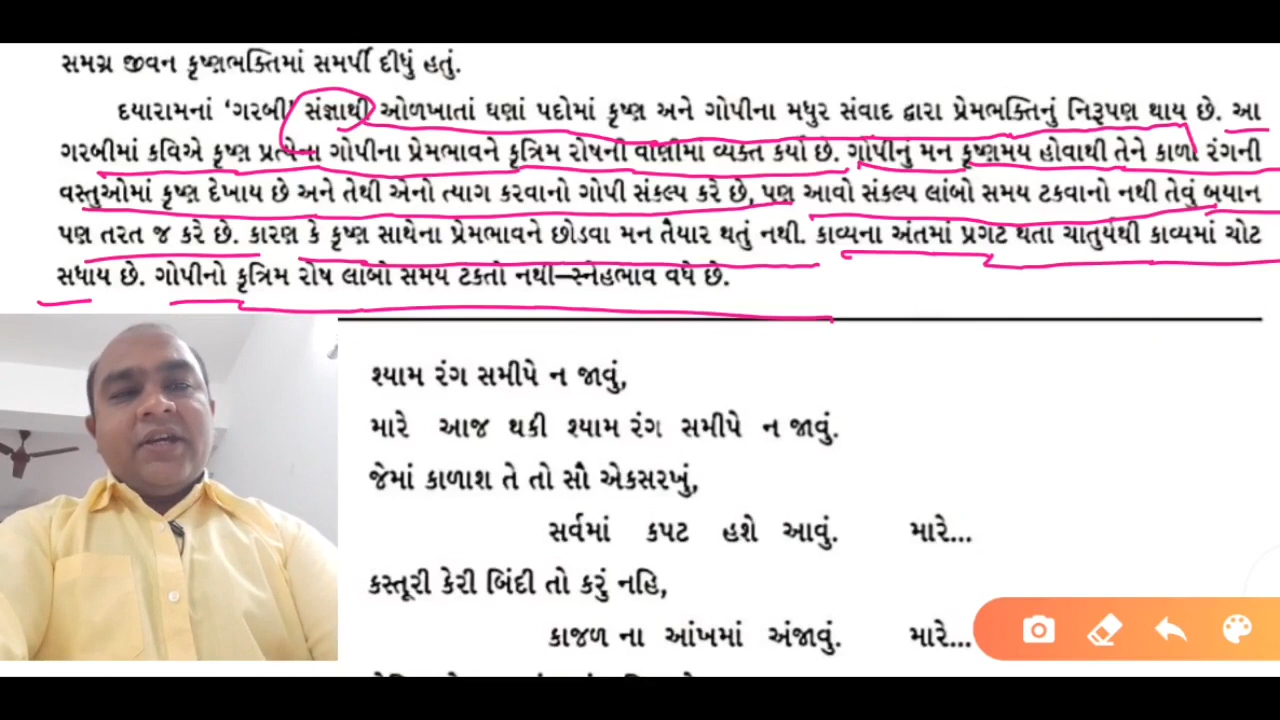 સમગ્ર જીવન કૃષ્ણભક્તિમાં સમર્પી દીધું હતું.
દયારામનાં ‘ગરબી’ સંજ્ઞાથી ઓળખાતાં ઘણાં પદોમાં કૃષ્ણ અને ગોપીના મધુર સંવાદ દ્વારા પ્રેમભક્તિનું નિરૂપણ થાય છે. આ
ગરબીમાં કવિએ કૃષ્ણ પ્રત્યેના ગોપીના પ્રેમભાવને કૃત્રિમ રોષની વાણીમાં વ્યક્ત કર્યો છે. ગોપીનું મન કૃષ્ણમય હોવાથી તેને કાળા રંગની
વસ્તુઓમાં કૃષ્ણ દેખાય છે અને તેથી એનો ત્યાગ કરવાનો ગોપી સંકલ્પ કરે છે, પણ આવો સંકલ્પ લાંબો સમય ટકવાનો નથી તેવું બયાન
પણ તરત જ કરે છે. કારણ કે કૃષ્ણ સાથેના પ્રેમભાવને છોડવા મન તૈયાર થતું નથી. કાવ્યના અંતમાં પ્રગટ થતા ચાતુર્યથી કાવ્યમાં ચોટ
સધાય છે. ગોપીનો કૃત્રિમ રોષ લાંબો સમય ટકતો નથી—સ્નેહભાવ વધે છે.
શ્યામ રંગ સમીપે ન જાવું,
મારે આજ થકી શ્યામ રંગ સમીપે ન જાવું.
જેમાં કાળાશ તે તો સૌ એકસરખું,
સર્વમાં કપટ હશે આવું. મારે...
કસ્તૂરી કેરી બિંદી તો કરું નહિ,
કાજળ ના આંખમાં અંજાવું. મારે...